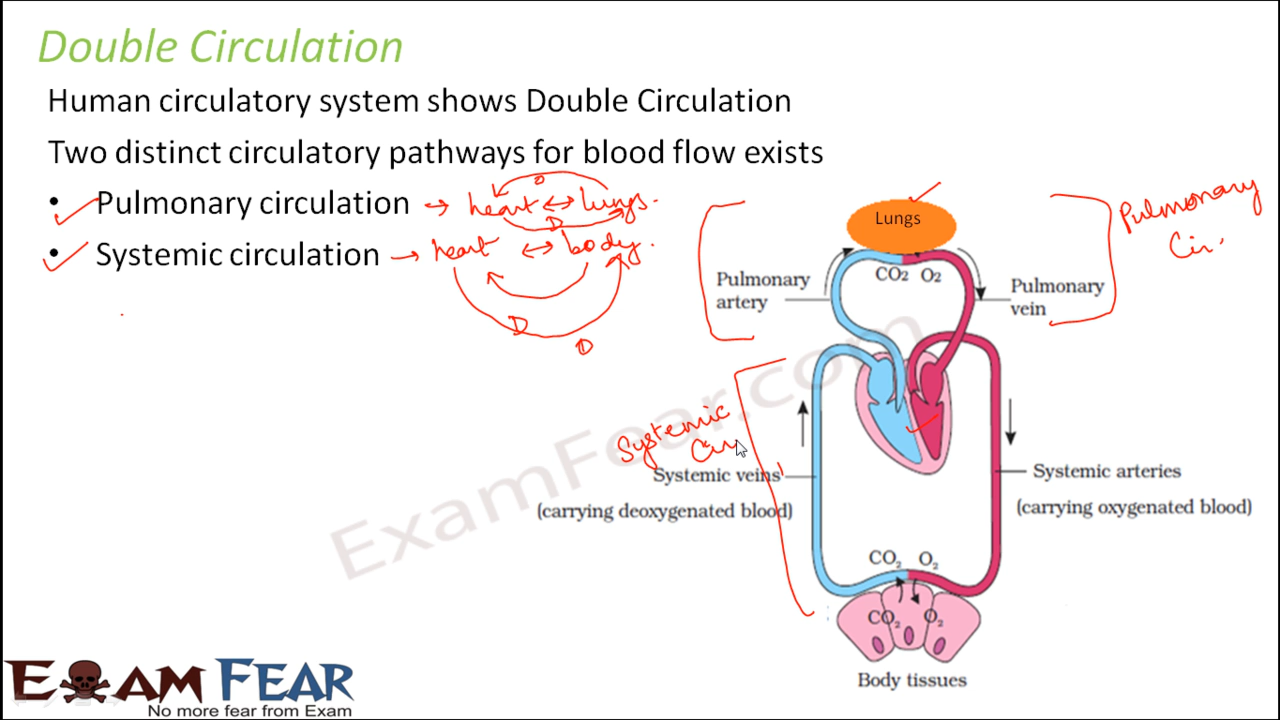 Double Circulation
Human circulatory system shows Double Circulation
Two distinct circulatory pathways for blood flow exists
• Pulmonary circulation → heart ↔ lungs.
O
D
• Systemic circulation → heart ↔ body.
D
O
Lungs
Pulmonary
Cir.
CO2 O2
Pulmonary
artery
Pulmonary
vein
Systemic
Cir
Systemic veins
(carrying deoxygenated blood)
Systemic arteries
(carrying oxygenated blood)
CO₂ O₂
CO₂ O₂
Body tissues
ExamFear.com
EXAM FEAR
No more fear from Exam